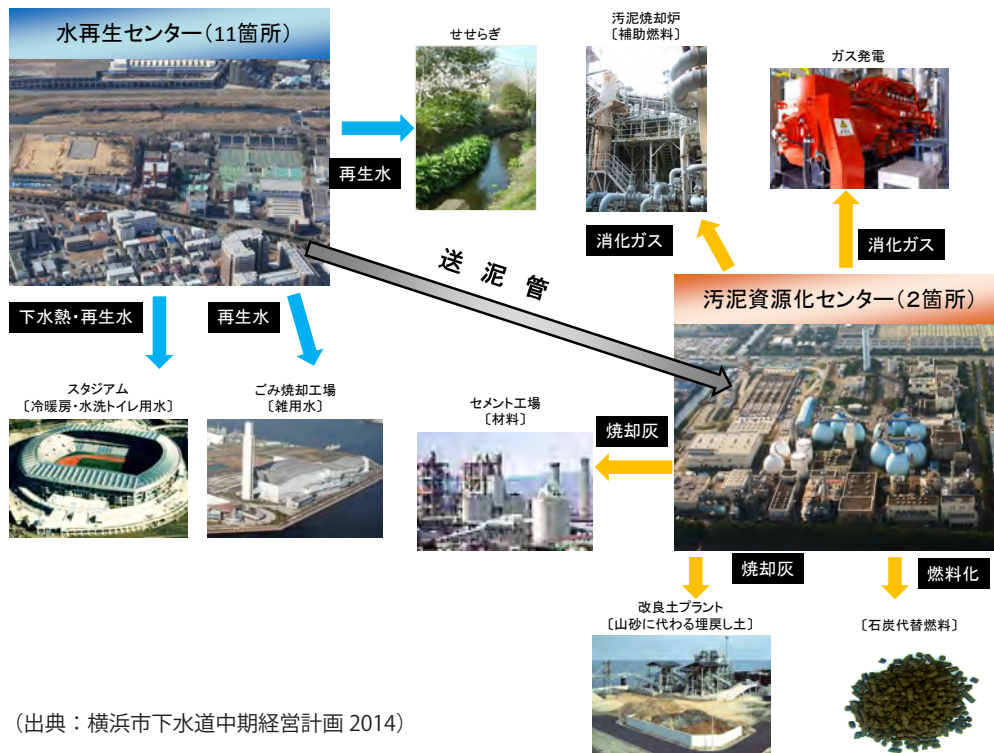 水再生センター（11箇所）
せせらぎ
汚泥焼却炉
〔補助燃料〕
ガス発電
再生水
消化ガス
消化ガス
送泥管
汚泥資源化センター（２箇所）
下水熱・再生水
再生水
スタジアム
〔冷暖房・水洗トイレ用水〕
ごみ焼却工場
〔雑用水〕
セメント工場
〔材料〕
焼却灰
焼却灰
燃料化
改良土プラント
〔山砂に代わる埋戻し土〕
〔石炭代替燃料〕
（出典：横浜市下水道中期経営計画 2014）